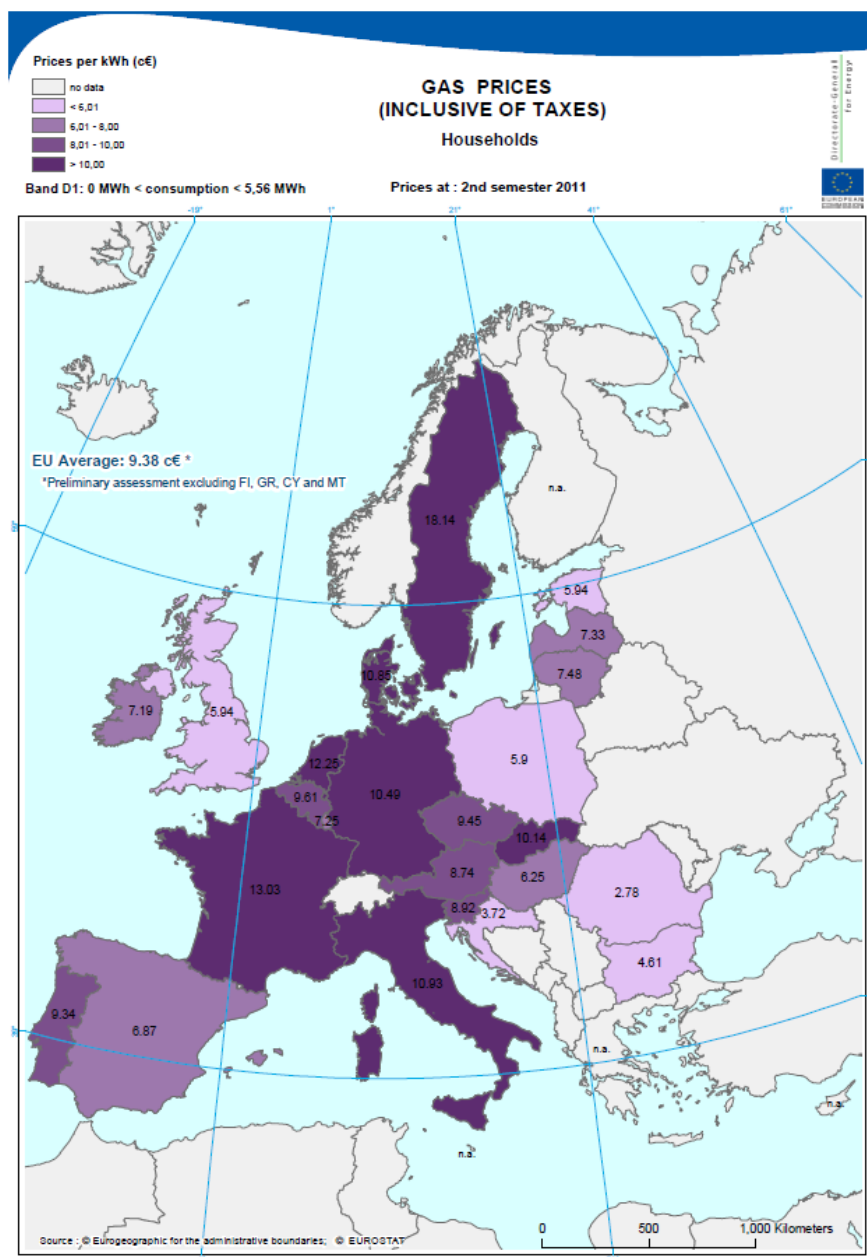 Prices per kWh (c€)
no data
< 6,01
6,01 - 8,00
8,01 - 10,00
> 10,00
Band D1: 0 MWh < consumption < 5,56 MWh
GAS PRICES
(INCLUSIVE OF TAXES)
Households
Prices at : 2nd semester 2011
Directorate-General
for Energy
EUROPEAN
COMMISSION
-19°
1°
21°
41°
61°
EU Average: 9.38 c€ *
*Preliminary assessment excluding FI, GR, CY and MT
n.a.
18.14
5.94
7.33
7.48
10.85
7.19
5.94
12.25
5.9
10.49
9.61
7.25
9.45
10.14
8.74
6.25
13.03
2.78
8.92
3.72
4.61
10.93
9.34
6.87
n.a.
n.a.
n.a.
0 500 1,000 Kilometers
Source : © Eurogeographic for the administrative boundaries; © EUROSTAT